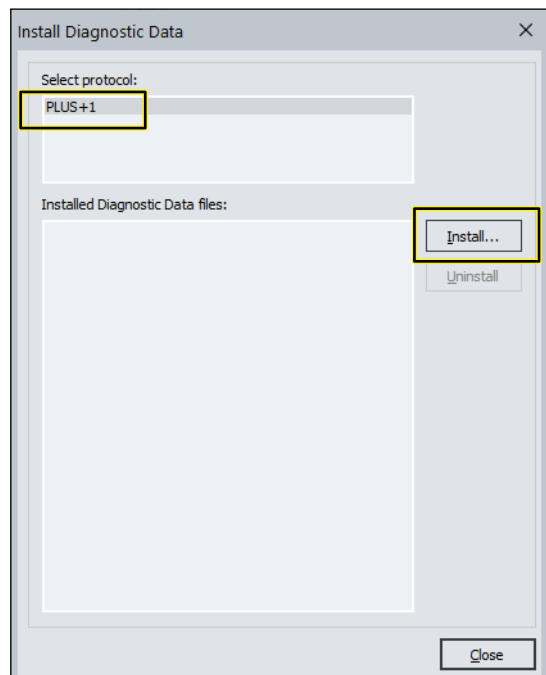 Install Diagnostic Data
Select protocol:
PLUS+1
Installed Diagnostic Data files:
Install...
Uninstall
Close